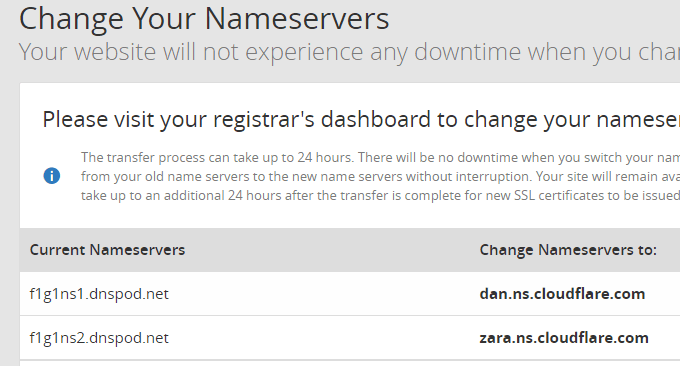 Change Your Nameservers
Your website will not experience any downtime when you
Please visit your registrar's dashboard to change your
The transfer process can take up to 24 hours. There will be no downtime when you switch your
from your old name servers to the new name servers without interruption. Your site will remain
take up to an additional 24 hours after the transfer is complete for new SSL certificates to be issued
Current Nameservers Change Nameservers to:
f1g1ns1.dnspod.net dan.ns.cloudflare.com
f1g1ns2.dnspod.net zara.ns.cloudflare.com